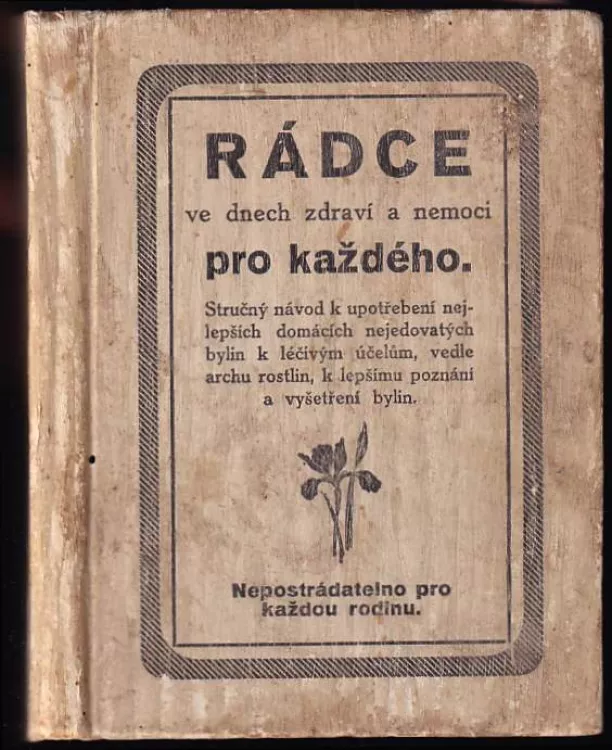 RÁDCE
ve dnech zdraví a nemoci
pro každého.
Stručný návod k upotřebení nej-
lepších domácích nejedovatých
bylin k léčivým účelům, vedle
archu rostlin, k lepšímu poznání
a vyšetření bylin.
Nepostrádatelno pro
každou rodinu.